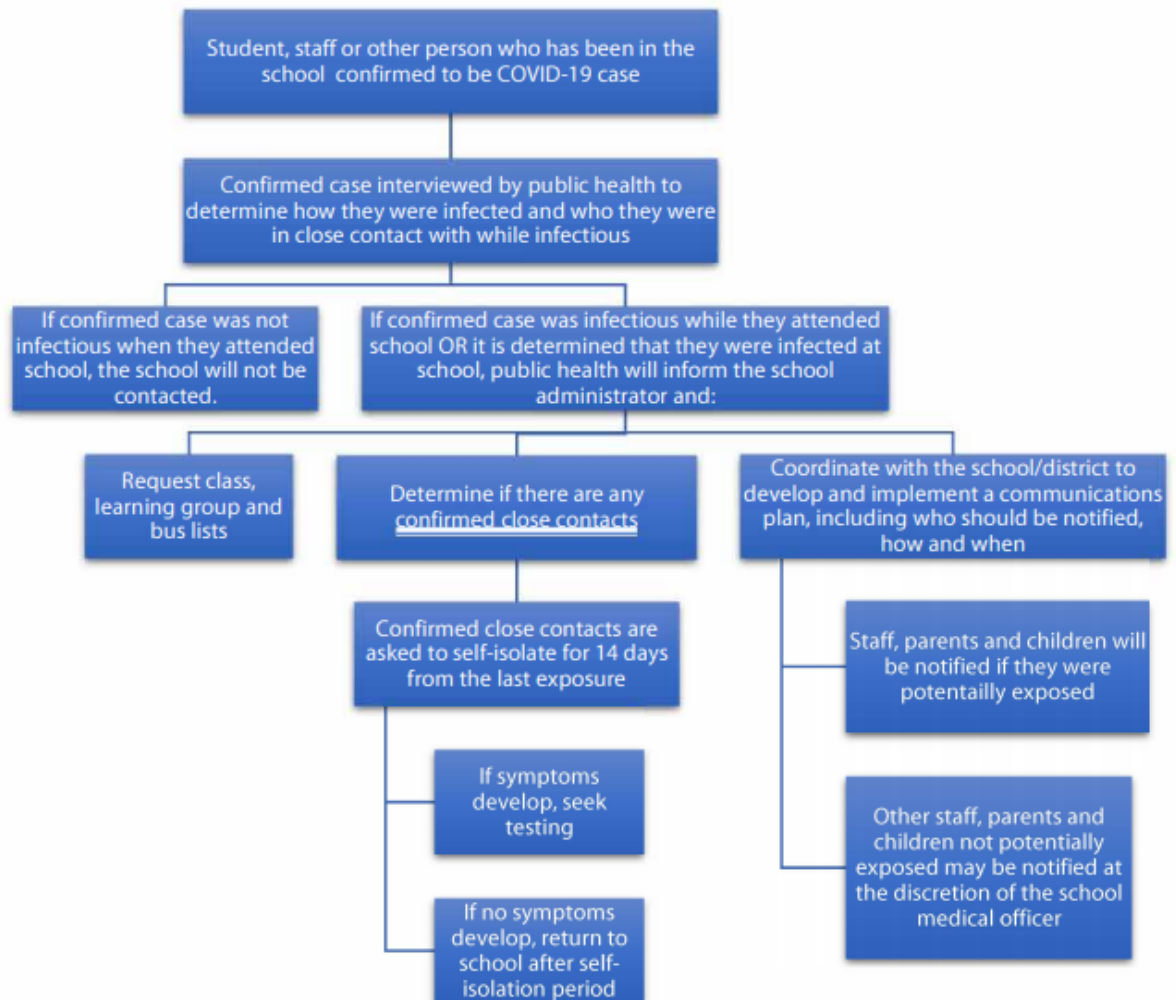 Student, staff or other person who has been in the
school confirmed to be COVID-19 case
Confirmed case interviewed by public health to
determine how they were infected and who they were
in close contact with while infectious
If confirmed case was not
infectious when they attended
school, the school will not be
contacted.
If confirmed case was infectious while they attended
school OR it is determined that they were infected at
school, public health will inform the school
administrator and:
Request class,
learning group and
bus lists
Determine if there are any
confirmed close contacts
Coordinate with the school/district to
develop and implement a communications
plan, including who should be notified,
how and when
Confirmed close contacts are
asked to self-isolate for 14 days
from the last exposure
Staff, parents and children will
be notified if they were
potentailly exposed
If symptoms
develop, seek
testing
Other staff, parents and
children not potentially
exposed may be notified at
the discretion of the school
medical officer
If no symptoms
develop, return to
school after self-
isolation period